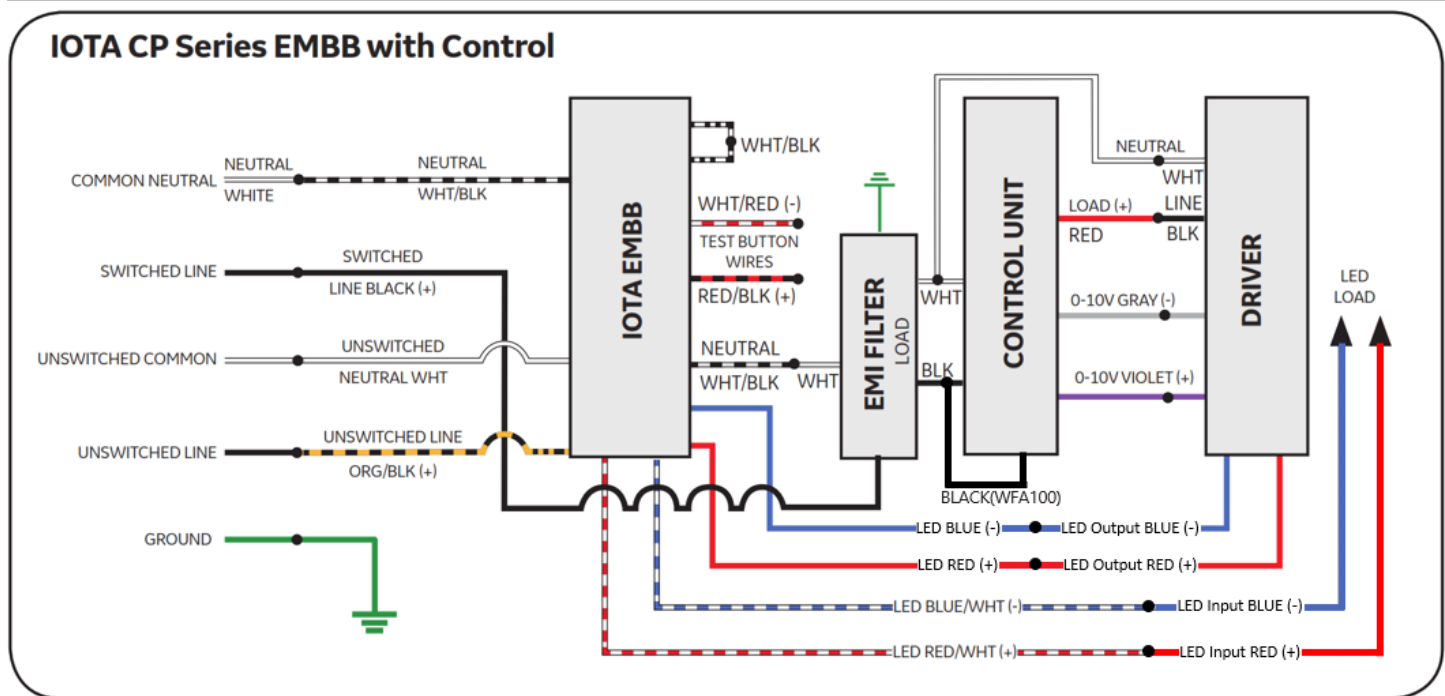 IOTA CP Series EMBB with Control
COMMON NEUTRAL
NEUTRAL
WHITE
NEUTRAL
WHT/BLK
SWITCHED LINE
SWITCHED
LINE BLACK (+)
UNSWITCHED COMMON
UNSWITCHED
NEUTRAL WHT
UNSWITCHED LINE
UNSWITCHED LINE
ORG/BLK (+)
GROUND
IOTA EMBB
WHT/BLK
WHT/RED (-)
TEST BUTTON
WIRES
RED/BLK (+)
NEUTRAL
WHT/BLK
WHT
EMI FILTER
LOAD
WHT
BLK
BLACK(WFA100)
CONTROL UNIT
NEUTRAL
WHT
LOAD (+)
RED
LINE
BLK
0-10V GRAY (-)
0-10V VIOLET (+)
DRIVER
LED
LOAD
LED BLUE (-)
LED Output BLUE (-)
LED RED (+)
LED Output RED (+)
LED BLUE/WHT (-)
LED Input BLUE (-)
LED RED/WHT (+)
LED Input RED (+)